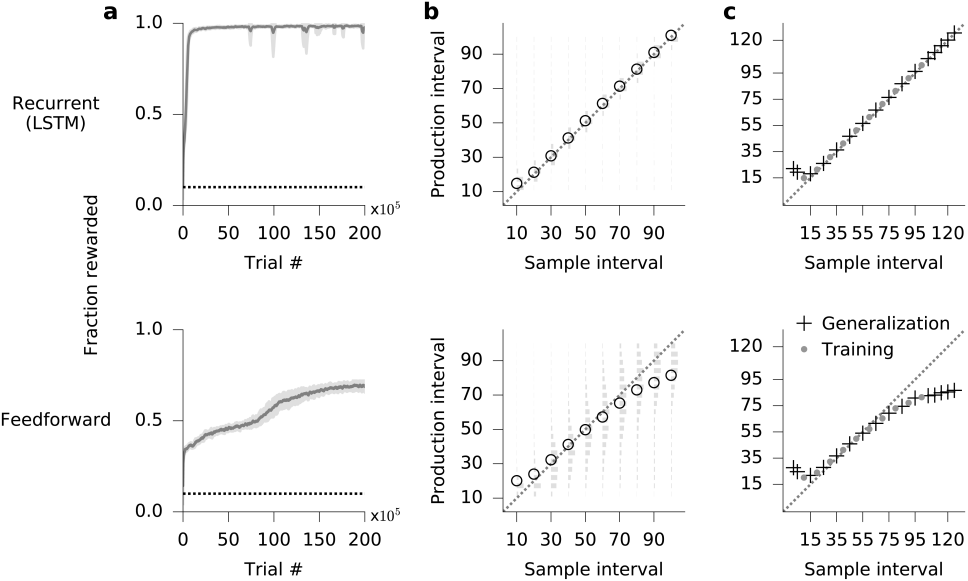 a
b
c
Recurrent
(LSTM)
Feedforward
Fraction rewarded
1.0
0.5
0.0
0 50 100 150 200
x10⁵
Trial #
Production interval
90
70
50
30
10
10 30 50 70 90
Sample interval
120
95
75
55
35
15
15 35 55 75 95 120
Sample interval
1.0
0.5
0.0
0 50 100 150 200
x10⁵
Trial #
Production interval
90
70
50
30
10
10 30 50 70 90
Sample interval
Generalization
Training
120
95
75
55
35
15
15 35 55 75 95 120
Sample interval